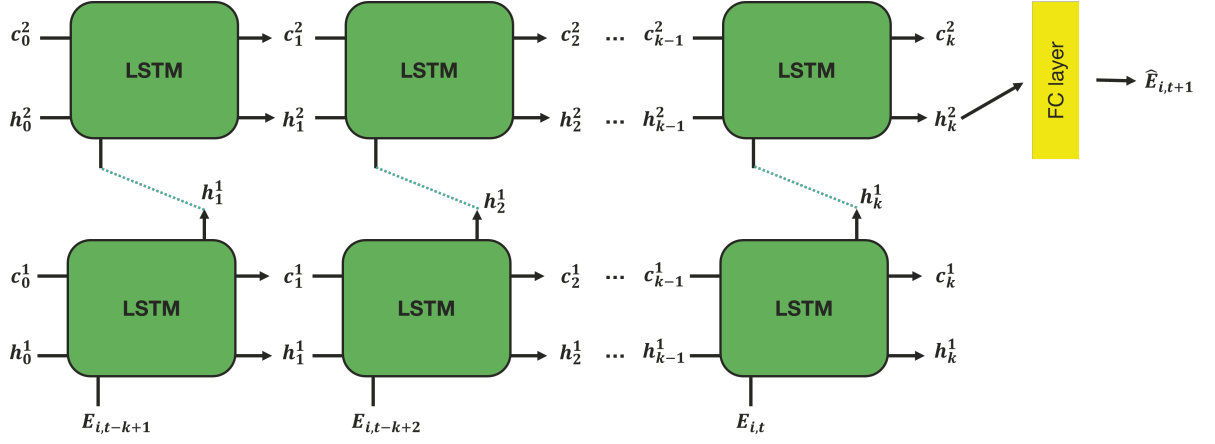 c_0^2 LSTM c_1^2 LSTM c_2^2 ... c_{k-1}^2 LSTM c_k^2
h_0^2 h_1^2 h_2^2 ... h_{k-1}^2 h_k^2
FC layer
Ê_{i,t+1}
h_1^1 h_2^1 h_k^1
c_0^1 LSTM c_1^1 LSTM c_2^1 ... c_{k-1}^1 LSTM c_k^1
h_0^1 h_1^1 h_2^1 ... h_{k-1}^1 h_k^1
E_{i,t-k+1} E_{i,t-k+2} E_{i,t}